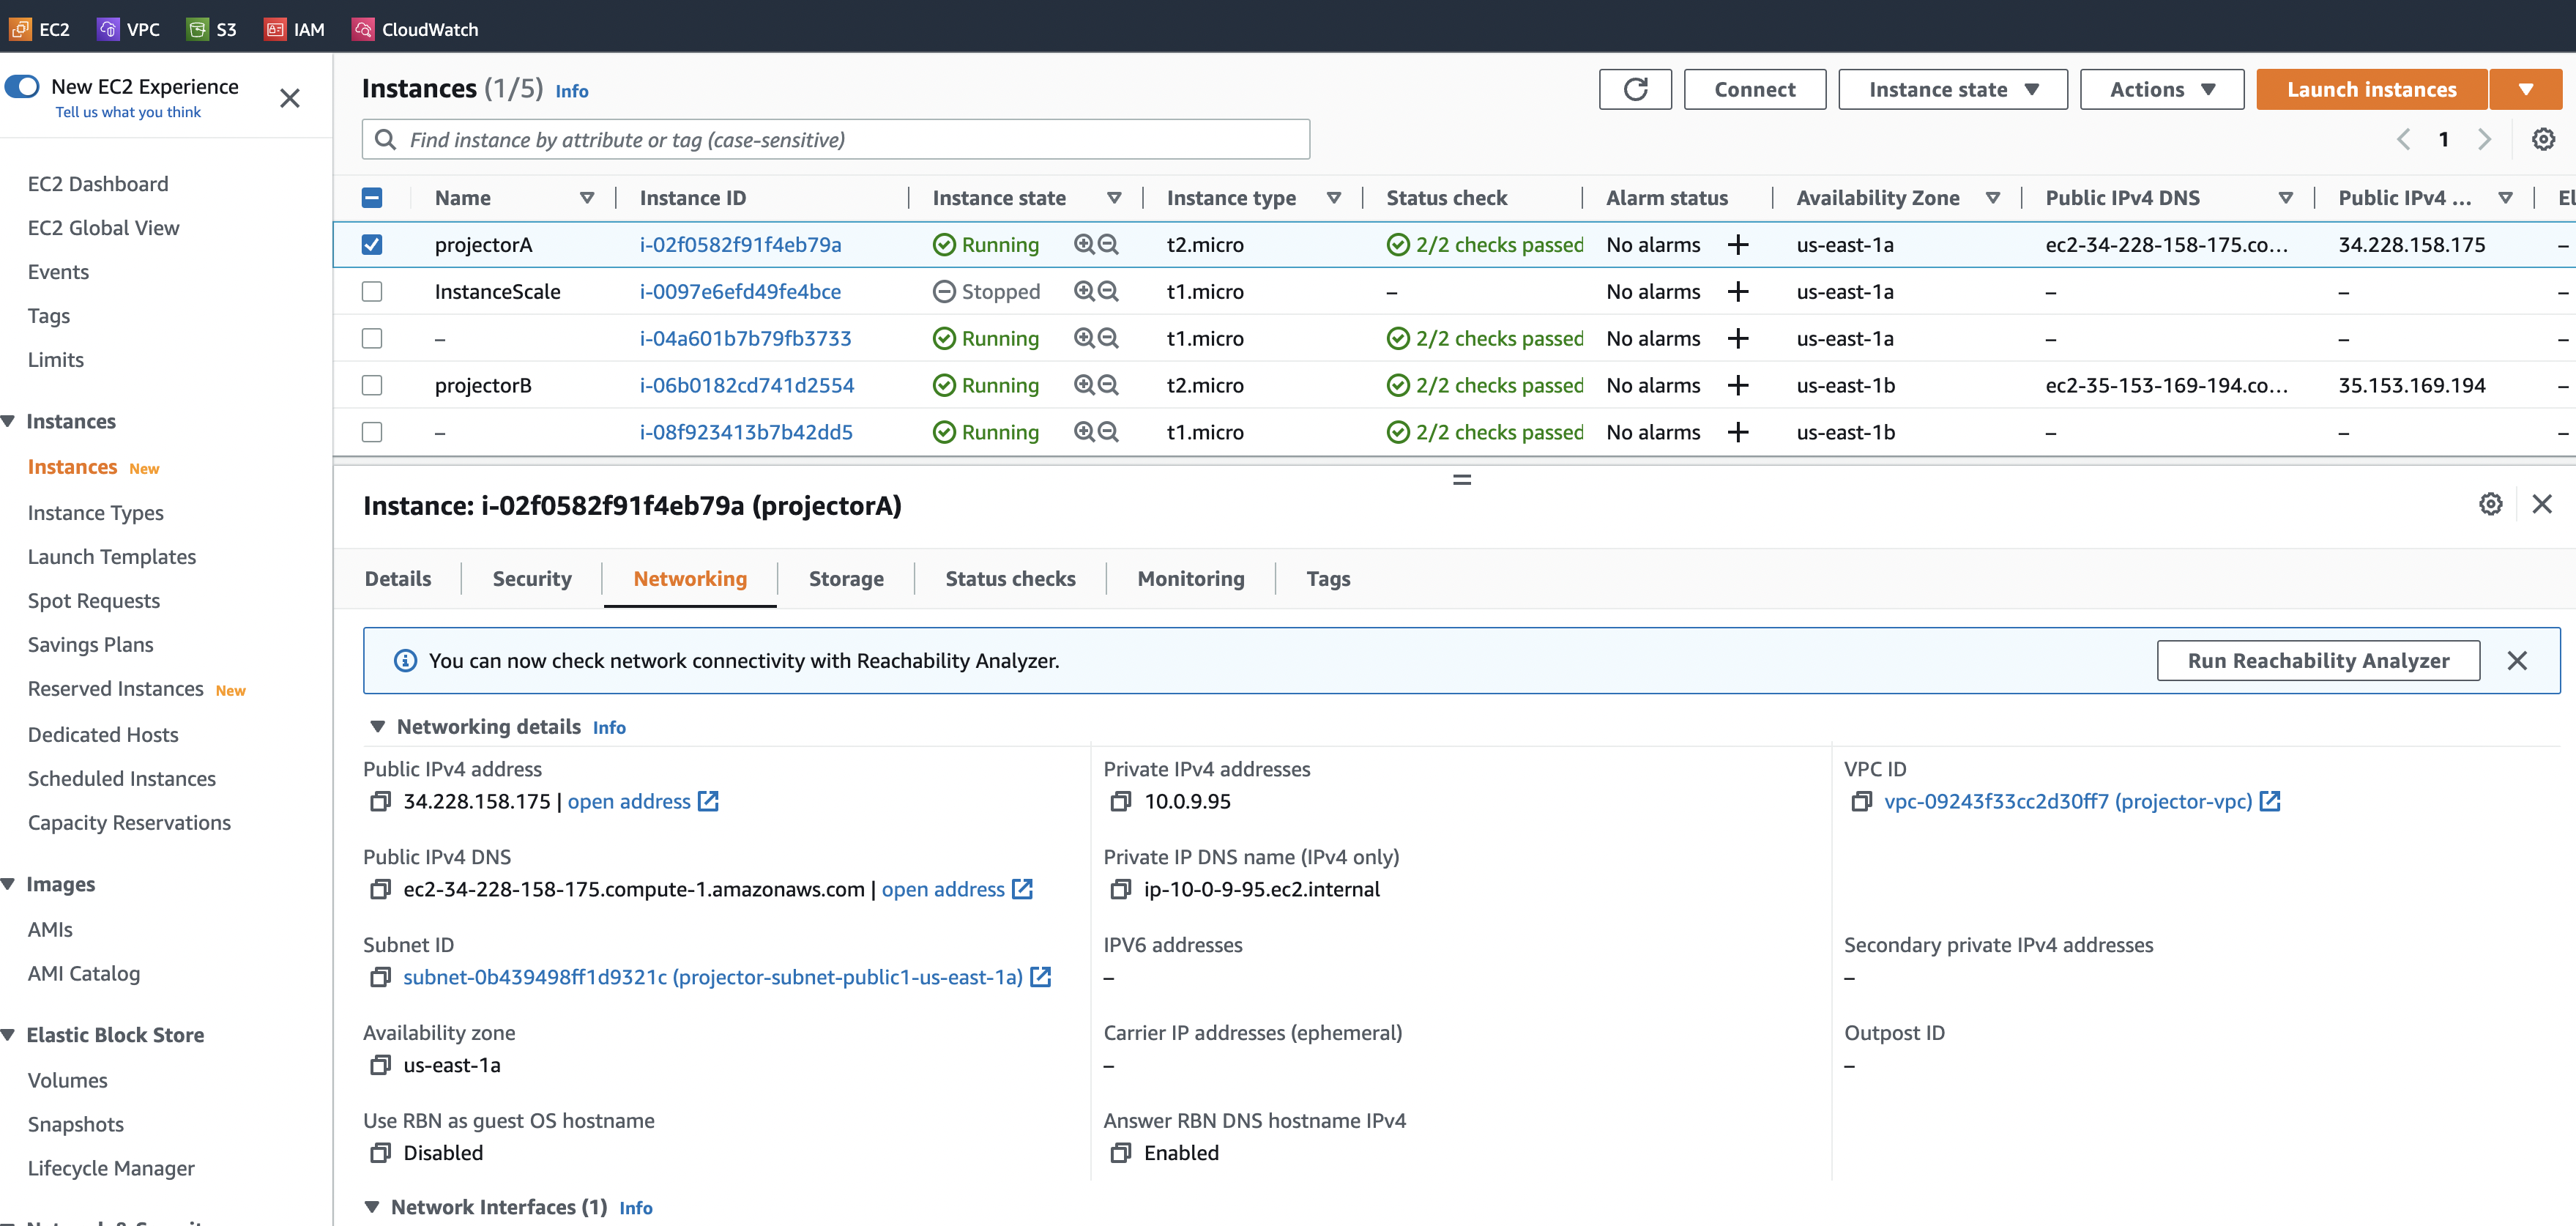 EC2 VPC S3 IAM CloudWatch
New EC2 Experience
Tell us what you think
EC2 Dashboard
EC2 Global View
Events
Tags
Limits
Instances
Instances New
Instance Types
Launch Templates
Spot Requests
Savings Plans
Reserved Instances New
Dedicated Hosts
Scheduled Instances
Capacity Reservations
Images
AMIs
AMI Catalog
Elastic Block Store
Volumes
Snapshots
Lifecycle Manager
Instances (1/5) Info
Connect Instance state Actions Launch instances
Find instance by attribute or tag (case-sensitive)
1
Name Instance ID Instance state Instance type Status check Alarm status Availability Zone Public IPv4 DNS Public IPv4 ...
projectorA i-02f0582f91f4eb79a Running t2.micro 2/2 checks passed No alarms + us-east-1a ec2-34-228-158-175.co... 34.228.158.175 –
InstanceScale i-0097e6efd49fe4bce Stopped t1.micro – No alarms + us-east-1a – – –
– i-04a601b7b79fb3733 Running t1.micro 2/2 checks passed No alarms + us-east-1a – – –
projectorB i-06b0182cd741d2554 Running t2.micro 2/2 checks passed No alarms + us-east-1b ec2-35-153-169-194.co... 35.153.169.194 –
– i-08f923413b7b42dd5 Running t1.micro 2/2 checks passed No alarms + us-east-1b – – –
Instance: i-02f0582f91f4eb79a (projectorA)
Details Security Networking Storage Status checks Monitoring Tags
You can now check network connectivity with Reachability Analyzer.
Run Reachability Analyzer
Networking details Info
Public IPv4 address
34.228.158.175 | open address
Private IPv4 addresses
10.0.9.95
VPC ID
vpc-09243f33cc2d30ff7 (projector-vpc)
Public IPv4 DNS
ec2-34-228-158-175.compute-1.amazonaws.com | open address
Private IP DNS name (IPv4 only)
ip-10-0-9-95.ec2.internal
Subnet ID
subnet-0b439498ff1d9321c (projector-subnet-public1-us-east-1a)
IPV6 addresses
–
Secondary private IPv4 addresses
–
Availability zone
us-east-1a
Carrier IP addresses (ephemeral)
–
Outpost ID
–
Use RBN as guest OS hostname
Disabled
Answer RBN DNS hostname IPv4
Enabled
Network Interfaces (1) Info